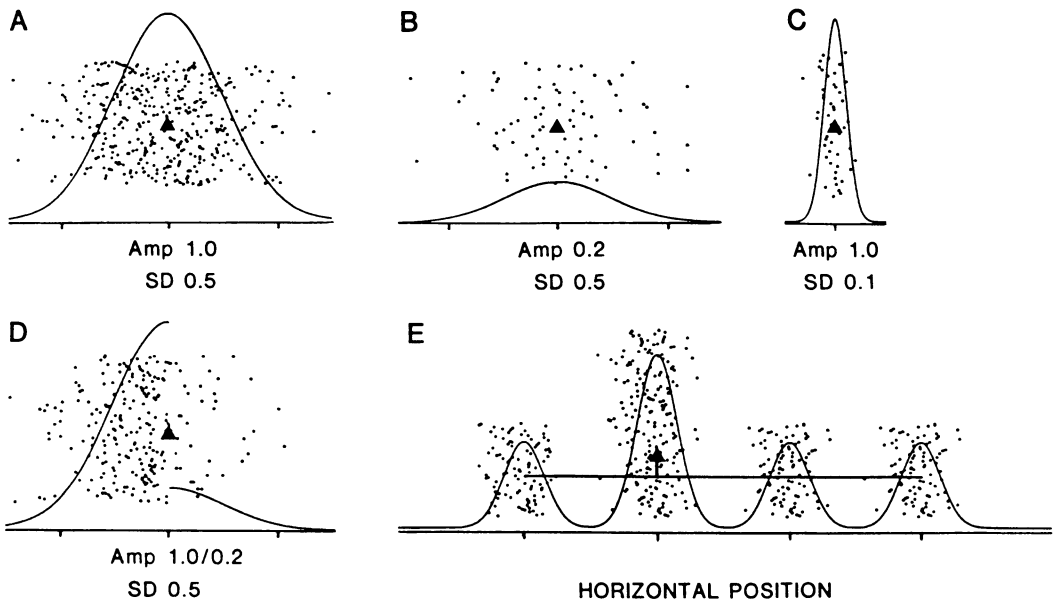 A
B
C
Amp 1.0
SD 0.5
Amp 0.2
SD 0.5
Amp 1.0
SD 0.1
D
E
Amp 1.0/0.2
SD 0.5
HORIZONTAL POSITION